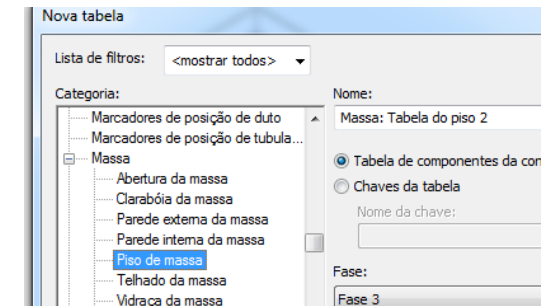 Nova tabela
Lista de filtros: <mostrar todos>
Categoria:
Marcadores de posição de duto
Marcadores de posição de tubula...
Massa
Abertura da massa
Clarabóia da massa
Parede externa da massa
Parede interna da massa
Piso de massa
Telhado da massa
Vidraça da massa
Nome:
Massa: Tabela do piso 2
Tabela de componentes da con
Chaves da tabela
Nome da chave:
Fase:
Fase 3